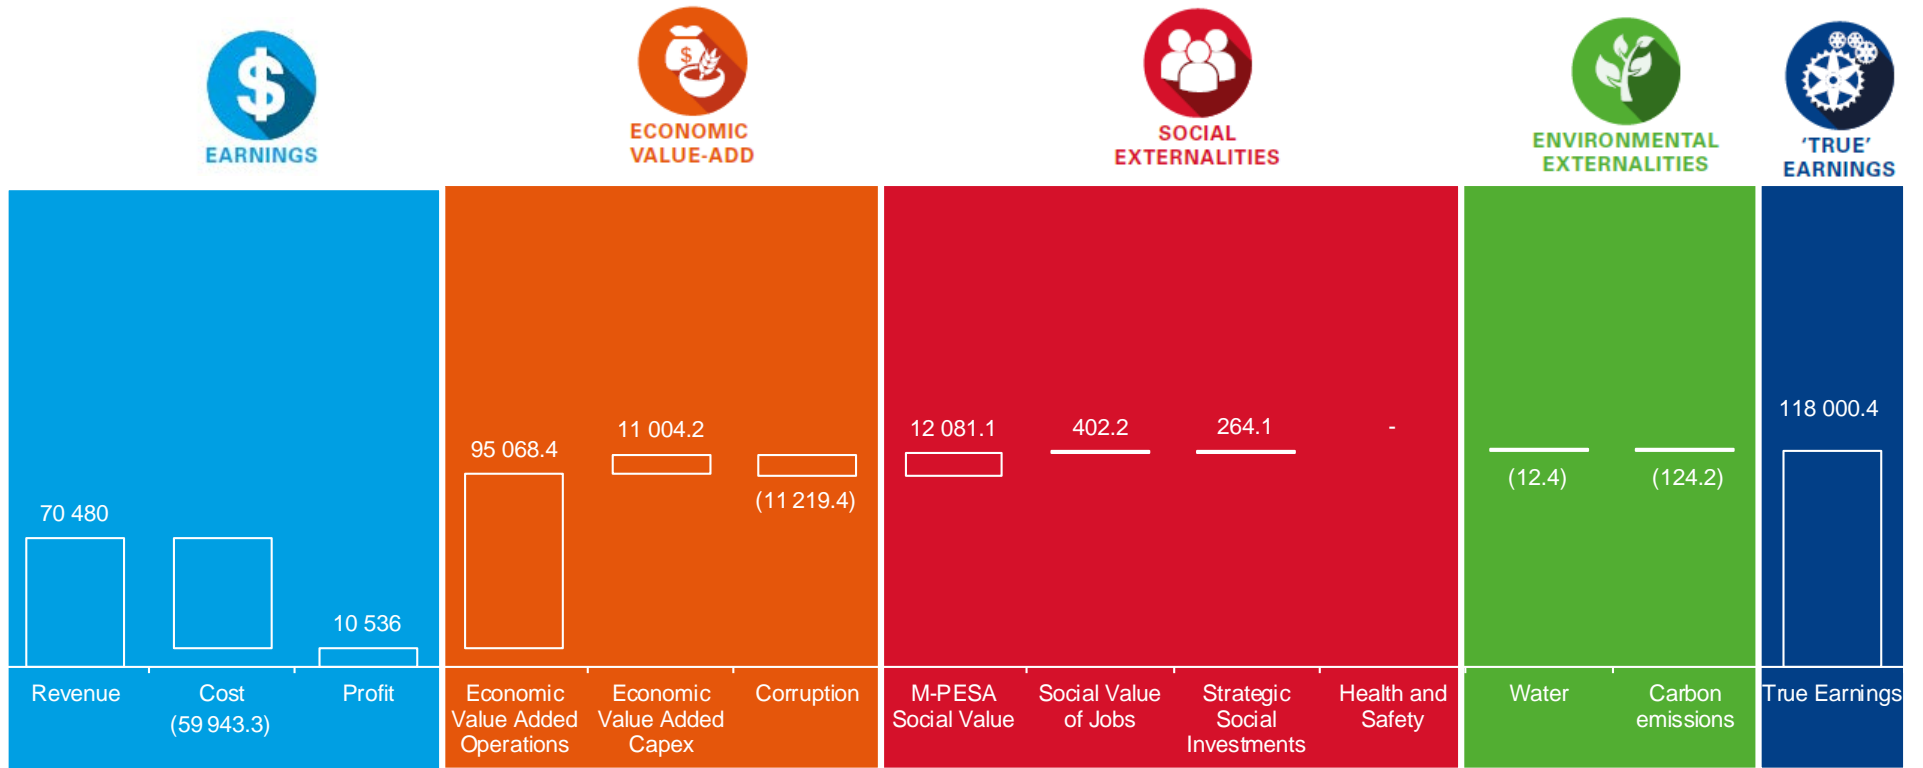 $
EARNINGS
$
ECONOMIC
VALUE-ADD
SOCIAL
EXTERNALITIES
ENVIRONMENTAL
EXTERNALITIES
'TRUE'
EARNINGS
70 480
10 536
95 068.4
11 004.2
(11 219.4)
12 081.1
402.2
264.1
-
(12.4)
(124.2)
118 000.4
Revenue
Cost
(59 943.3)
Profit
Economic
Value Added
Operations
Economic
Value Added
Capex
Corruption
M-PESA
Social Value
Social Value
of Jobs
Strategic
Social
Investments
Health and
Safety
Water
Carbon
emissions
True Earnings